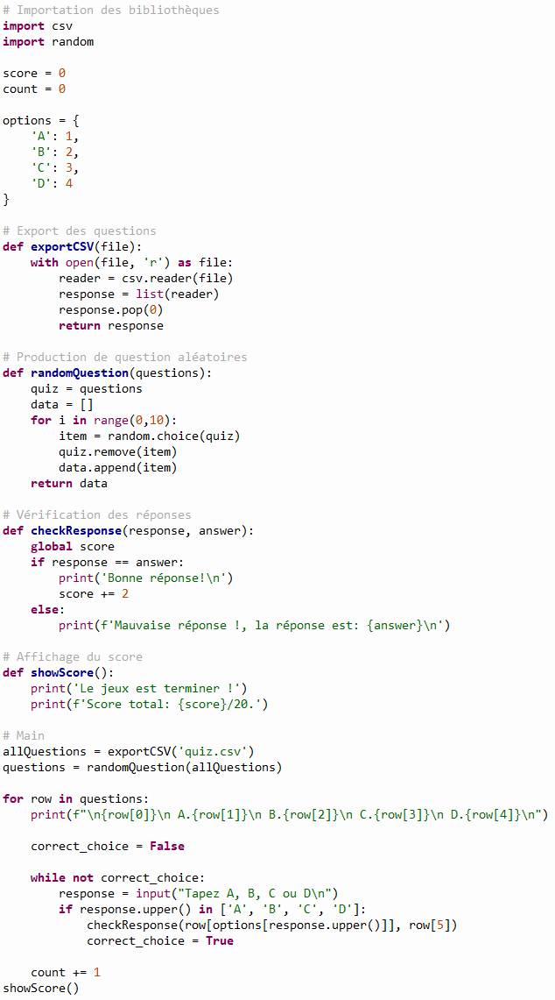 # Importation des bibliothèques
import csv
import random

score = 0
count = 0

options = {
    'A': 1,
    'B': 2,
    'C': 3,
    'D': 4
}

# Export des questions
def exportCSV(file):
    with open(file, 'r') as file:
        reader = csv.reader(file)
        response = list(reader)
        response.pop(0)
        return response

# Production de question aléatoires
def randomQuestion(questions):
    quiz = questions
    data = []
    for i in range(0,10):
        item = random.choice(quiz)
        quiz.remove(item)
        data.append(item)
    return data

# Vérification des réponses
def checkResponse(response, answer):
    global score
    if response == answer:
        print('Bonne réponse!\n')
        score += 2
    else:
        print(f'Mauvaise réponse !, la réponse est: {answer}\n')

# Affichage du score
def showScore():
    print('Le jeux est terminer !')
    print(f'Score total: {score}/20.')

# Main
allQuestions = exportCSV('quiz.csv')
questions = randomQuestion(allQuestions)

for row in questions:
    print(f"\n{row[0]}\n A.{row[1]}\n B.{row[2]}\n C.{row[3]}\n D.{row[4]}\n")

    correct_choice = False

    while not correct_choice:
        response = input("Tapez A, B, C ou D\n")
        if response.upper() in ['A', 'B', 'C', 'D']:
            checkResponse(row[options[response.upper()]], row[5])
            correct_choice = True

    count += 1
showScore()